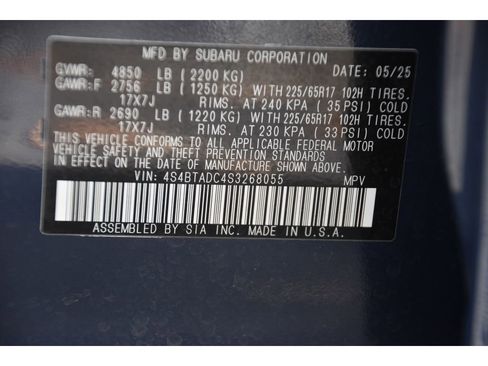 MFD BY SUBARU CORPORATION
GVWR: 4850 LB (2200 KG) DATE: 05/25
GAWR:F 2756 LB (1250 KG) WITH 225/65R17 102H TIRES,
17X7J RIMS, AT 240 KPA ( 35 PSI) COLD
GAWR:R 2690 LB (1220 KG) WITH 225/65R17 102H TIRES,
17X7J RIMS, AT 230 KPA ( 33 PSI) COLD
THIS VEHICLE CONFORMS TO ALL APPLICABLE FEDERAL MOTOR
VEHICLE SAFETY AND THEFT PREVENTION STANDARDS
IN EFFECT ON THE DATE OF MANUFACTURE SHOWN ABOVE.
VIN: 4S4BTADC4S3268055 MPV
ASSEMBLED BY SIA INC. MADE IN U.S.A.